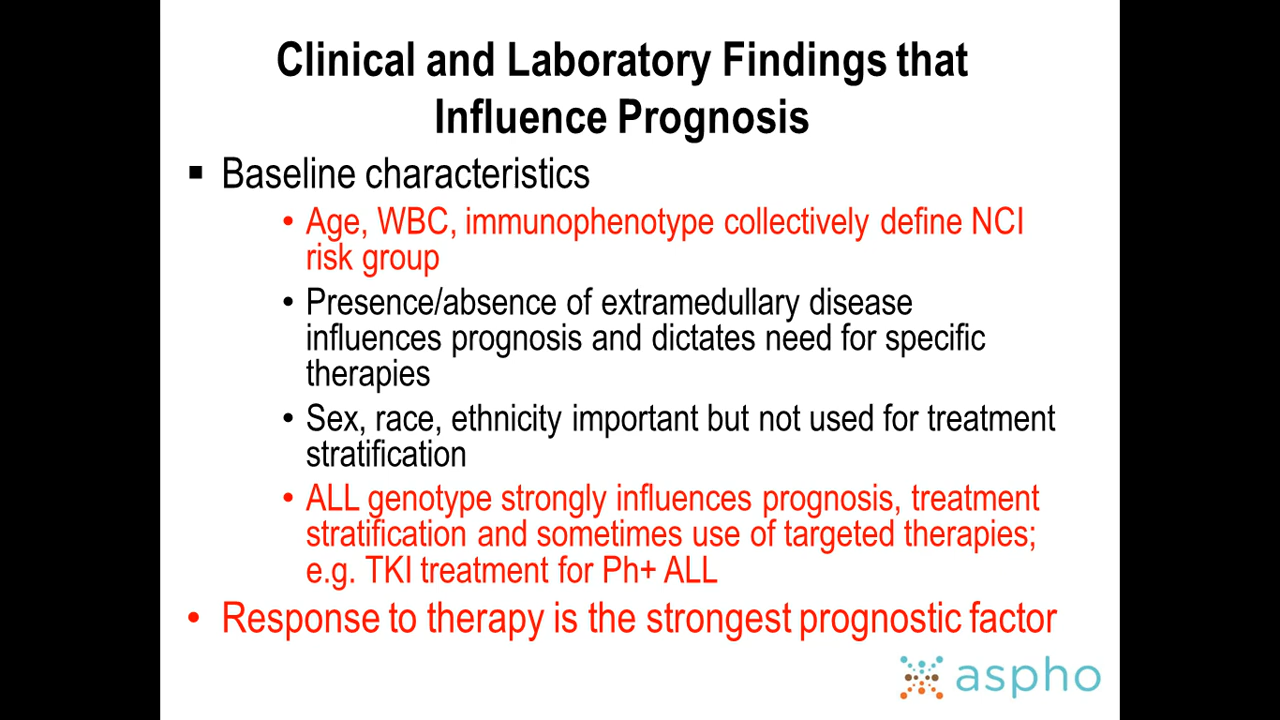 Clinical and Laboratory Findings that
Influence Prognosis
▪ Baseline characteristics
• Age, WBC, immunophenotype collectively define NCI
risk group
• Presence/absence of extramedullary disease
influences prognosis and dictates need for specific
therapies
• Sex, race, ethnicity important but not used for treatment
stratification
• ALL genotype strongly influences prognosis, treatment
stratification and sometimes use of targeted therapies;
e.g. TKI treatment for Ph+ ALL
• Response to therapy is the strongest prognostic factor
aspho